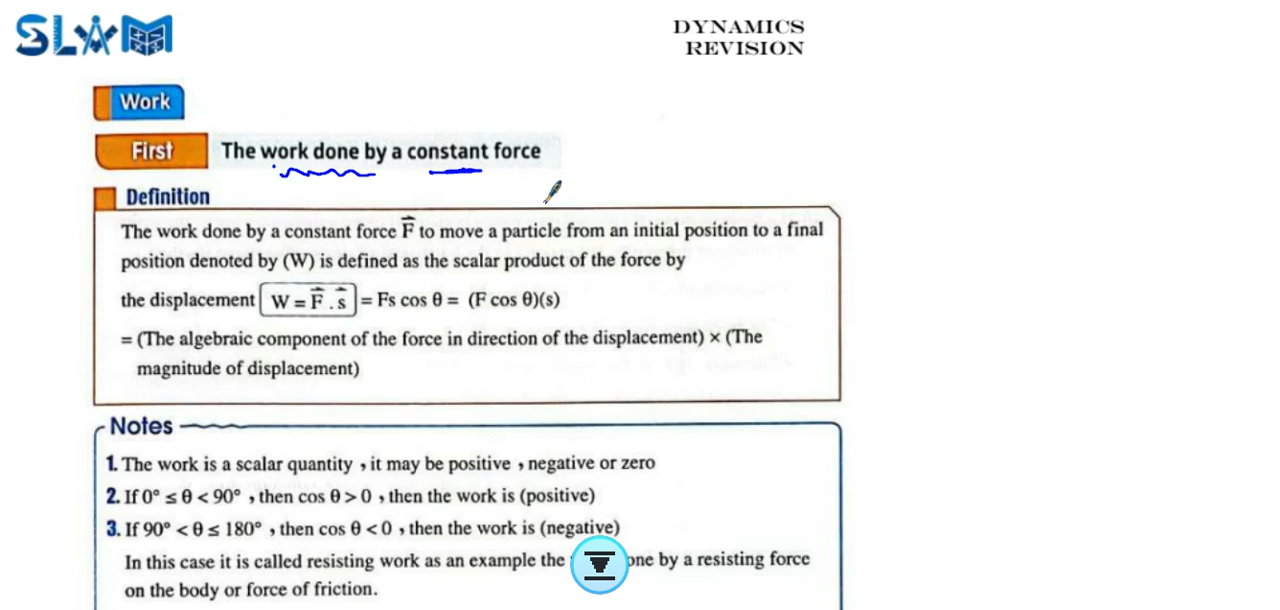 SLAM
DYNAMICS
REVISION
Work
First The work done by a constant force
Definition
The work done by a constant force F⃗ to move a particle from an initial position to a final
position denoted by (W) is defined as the scalar product of the force by
the displacement W = F⃗ . s⃗ = Fs cos θ = (F cos θ)(s)
= (The algebraic component of the force in direction of the displacement) × (The
magnitude of displacement)
Notes
1. The work is a scalar quantity , it may be positive , negative or zero
2. If 0° ≤ θ < 90° , then cos θ > 0 , then the work is (positive)
3. If 90° < θ ≤ 180° , then cos θ < 0 , then the work is (negative)
In this case it is called resisting work as an example the one by a resisting force
on the body or force of friction.